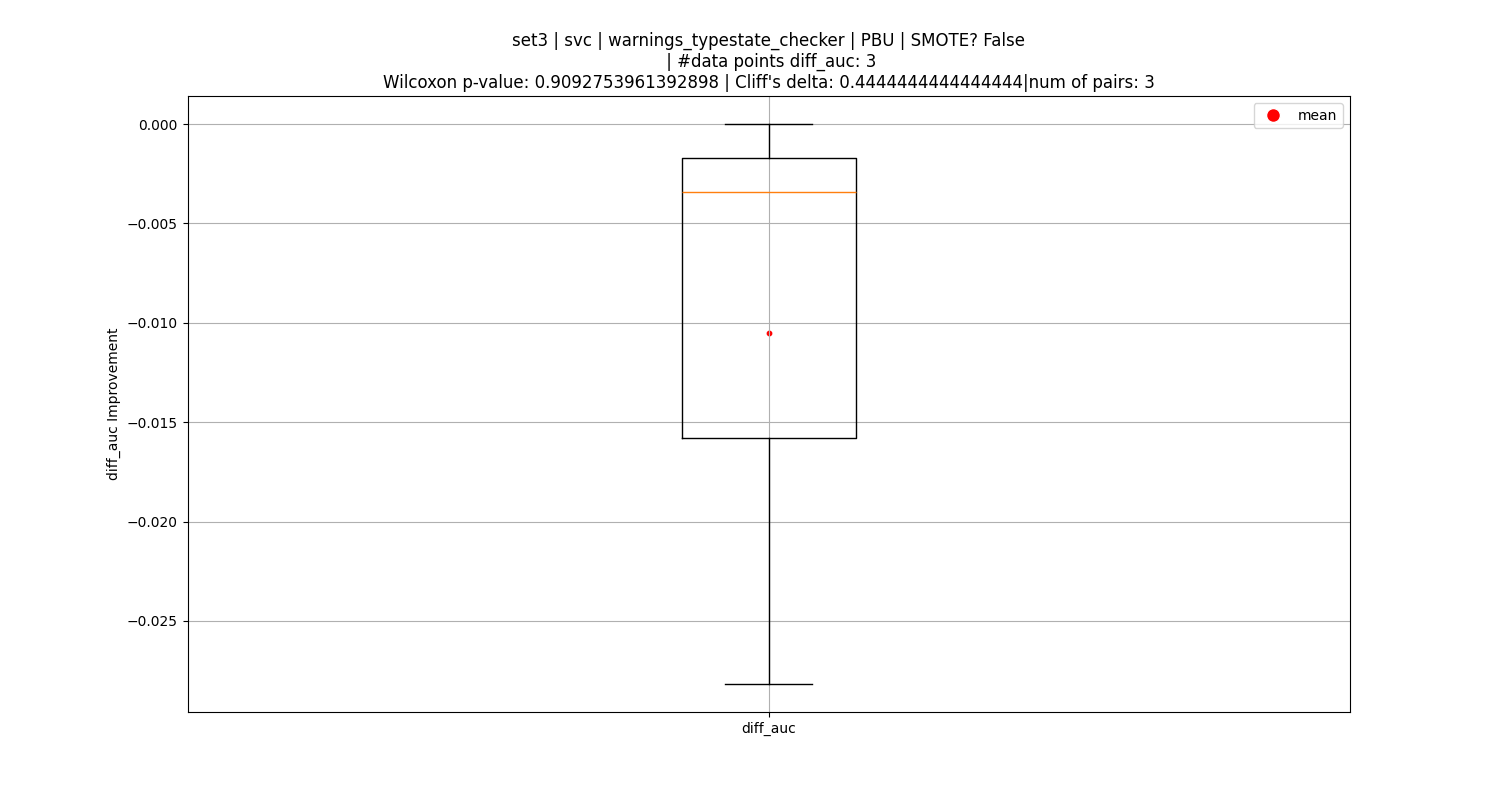 set3 | svc | warnings_typestate_checker | PBU | SMOTE? False
| #data points diff_auc: 3
Wilcoxon p-value: 0.9092753961392898 | Cliff's delta: 0.4444444444444444|num of pairs: 3
mean
0.000
−0.005
−0.010
−0.015
−0.020
−0.025
diff_auc Improvement
diff_auc